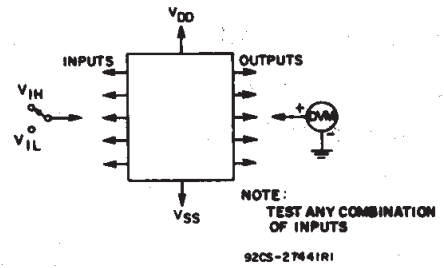 VDD
INPUTS
OUTPUTS
VIH
VIL
+
DVM
-
VSS
NOTE:
TEST ANY COMBINATION
OF INPUTS
92CS-27441R1